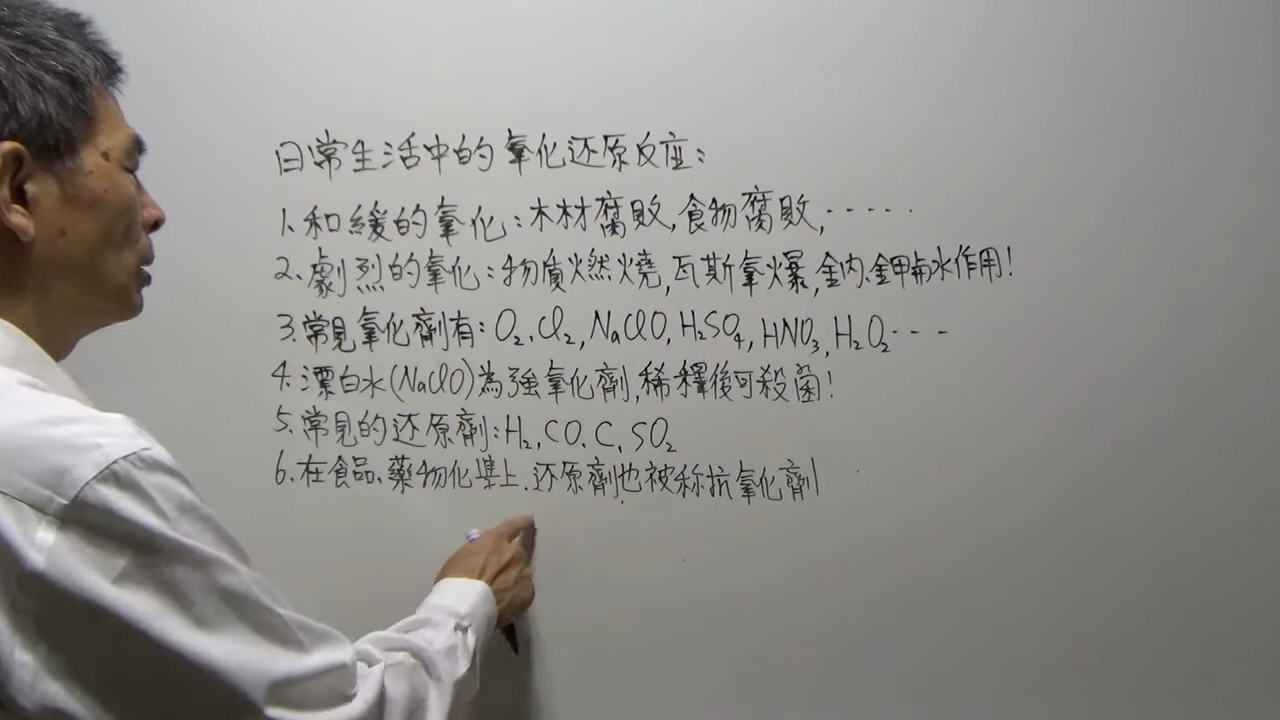 日常生活中的氧化还原反应:
1.和緩的氧化:木材腐敗,食物腐敗,·····
2.劇烈的氧化:物質燃燒,瓦斯氣爆,鈉、鉀與水作用!
3.常見氧化劑有:O₂、Cl₂,NaClO,H₂SO₄,HNO₃,H₂O₂---
4.漂白水(NaClO)為強氧化劑,稀釋後可殺菌!
5.常見的还原劑:H₂,CO、C、SO₂
6.在食品、藥物化學上.还原劑也被称抗氧化劑